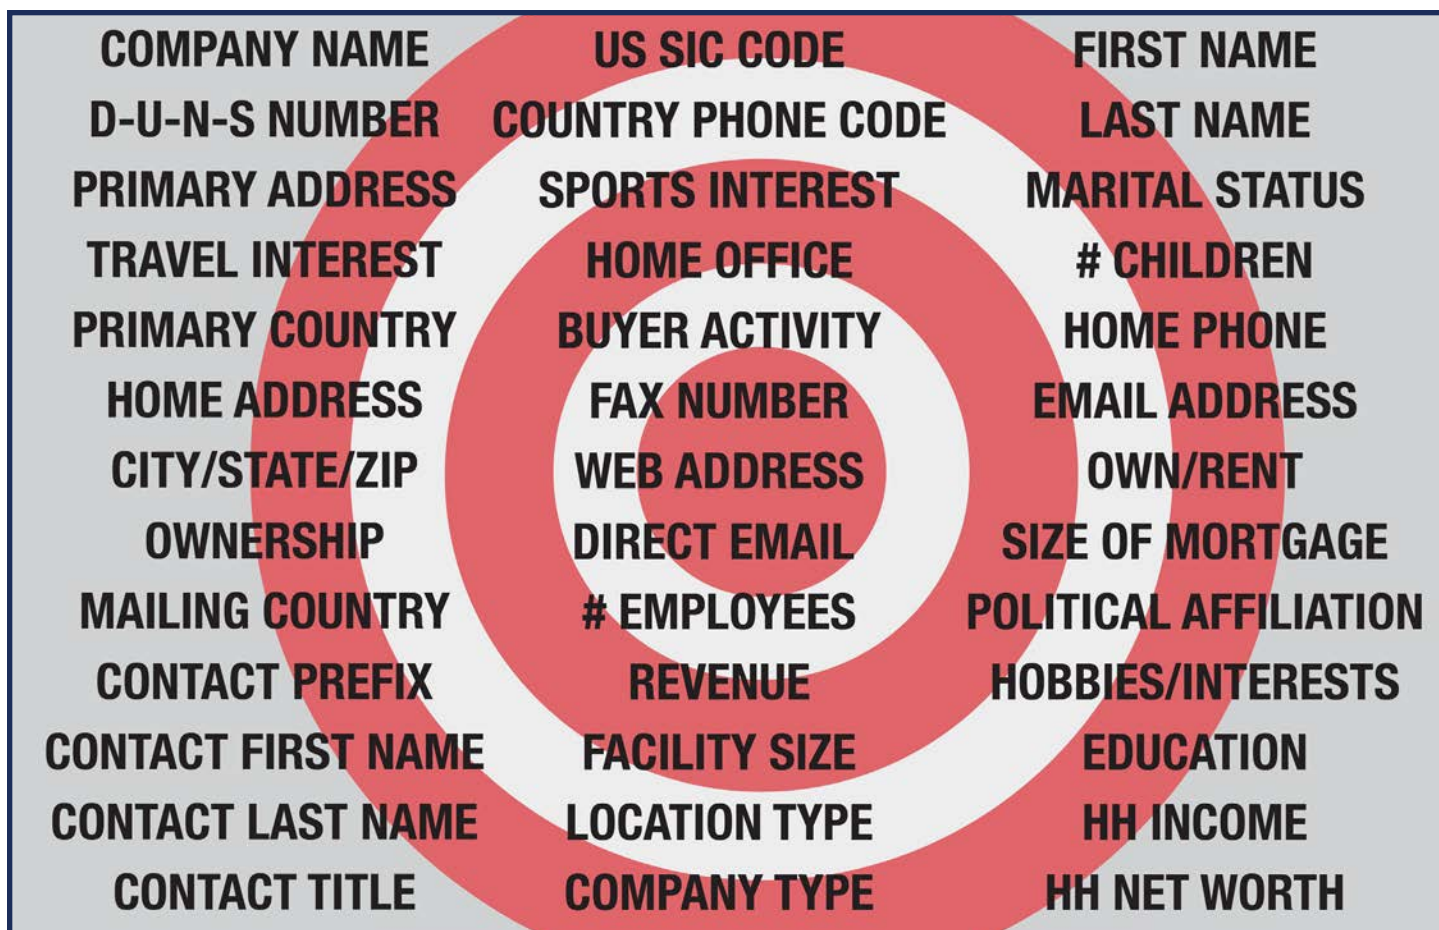 COMPANY NAME
D-U-N-S NUMBER
PRIMARY ADDRESS
TRAVEL INTEREST
PRIMARY COUNTRY
HOME ADDRESS
CITY/STATE/ZIP
OWNERSHIP
MAILING COUNTRY
CONTACT PREFIX
CONTACT FIRST NAME
CONTACT LAST NAME
CONTACT TITLE
US SIC CODE
COUNTRY PHONE CODE
SPORTS INTEREST
HOME OFFICE
BUYER ACTIVITY
FAX NUMBER
WEB ADDRESS
DIRECT EMAIL
# EMPLOYEES
REVENUE
FACILITY SIZE
LOCATION TYPE
COMPANY TYPE
FIRST NAME
LAST NAME
MARITAL STATUS
# CHILDREN
HOME PHONE
EMAIL ADDRESS
OWN/RENT
SIZE OF MORTGAGE
POLITICAL AFFILIATION
HOBBIES/INTERESTS
EDUCATION
HH INCOME
HH NET WORTH